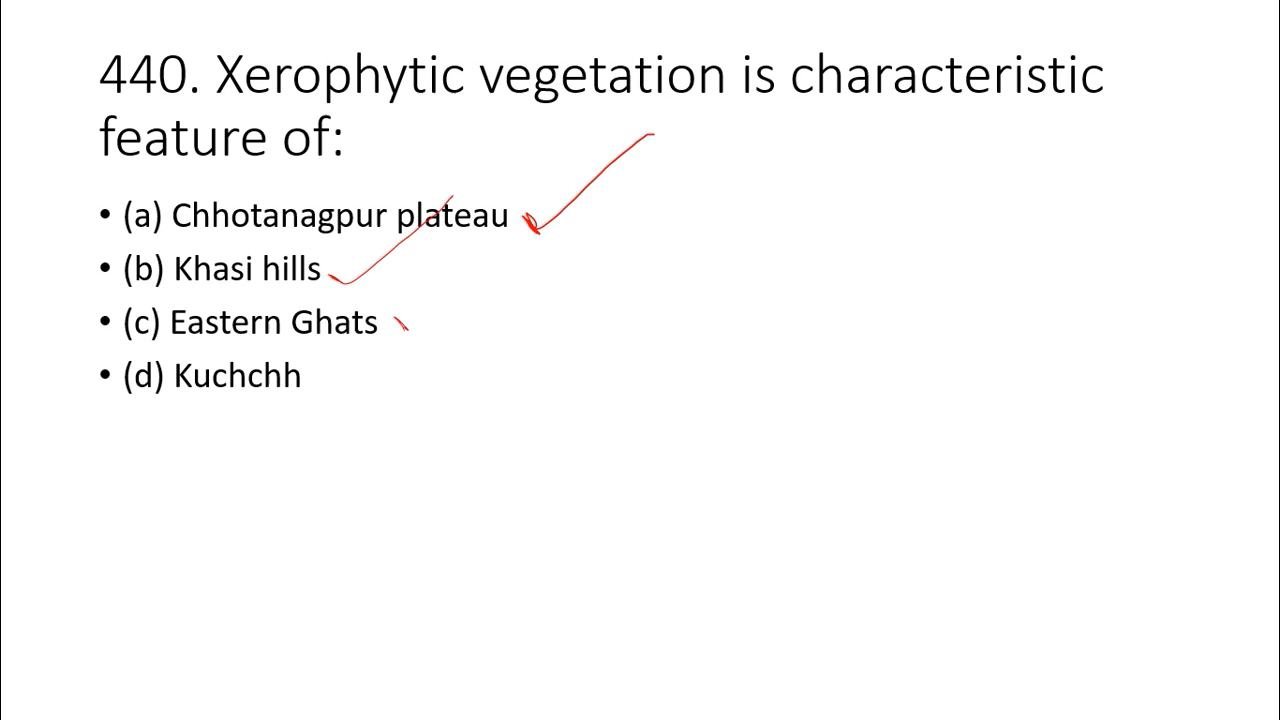 440. Xerophytic vegetation is characteristic
feature of:
• (a) Chhotanagpur plateau
• (b) Khasi hills
• (c) Eastern Ghats
• (d) Kuchchh